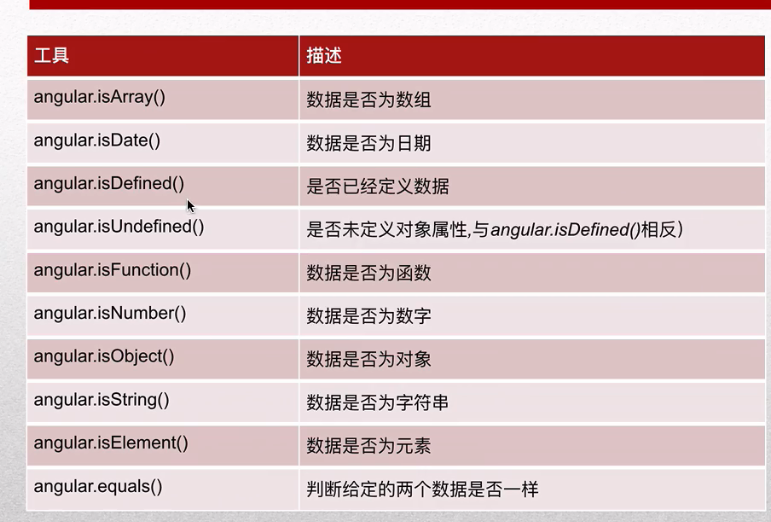 工具 描述
angular.isArray() 数据是否为数组
angular.isDate() 数据是否为日期
angular.isDefined() 是否已经定义数据
angular.isUndefined() 是否未定义对象属性,与angular.isDefined()相反）
angular.isFunction() 数据是否为函数
angular.isNumber() 数据是否为数字
angular.isObject() 数据是否为对象
angular.isString() 数据是否为字符串
angular.isElement() 数据是否为元素
angular.equals() 判断给定的两个数据是否一样